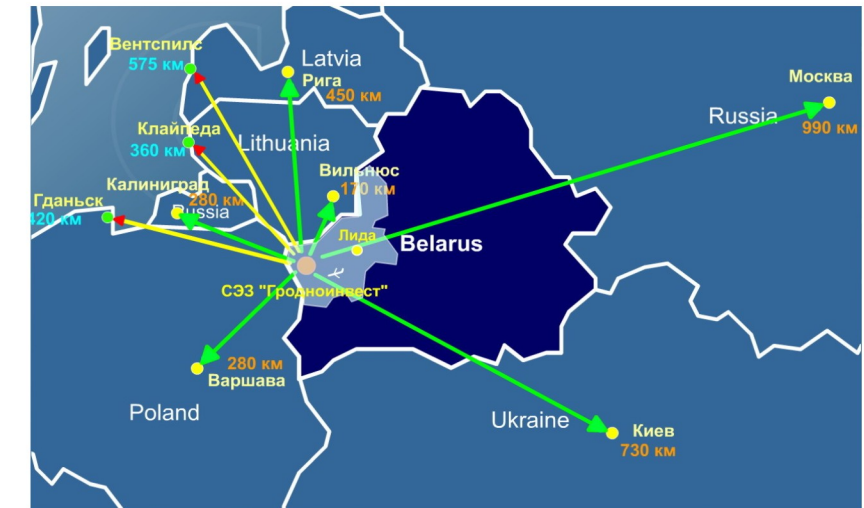 Вентспилс
575 км
Latvia
Рига
450 км
Москва
Russia
990 км
Клайпеда
360 км
Lithuania
Вильнюс
170 км
Калиниград
280 км
Russia
Гданьск
420 км
Лида
Belarus
СЭЗ "Гродноинвест"
280 км
Варшава
Poland
Ukraine
Киев
730 км